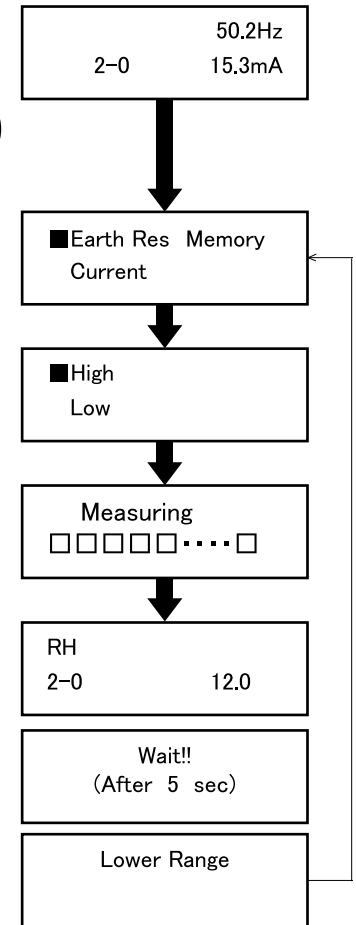 50.2Hz
2-0 15.3mA
)
■Earth Res Memory
Current
■High
Low
Measuring
□□□□□････□
RH
2-0 12.0
Wait!!
(After 5 sec)
Lower Range